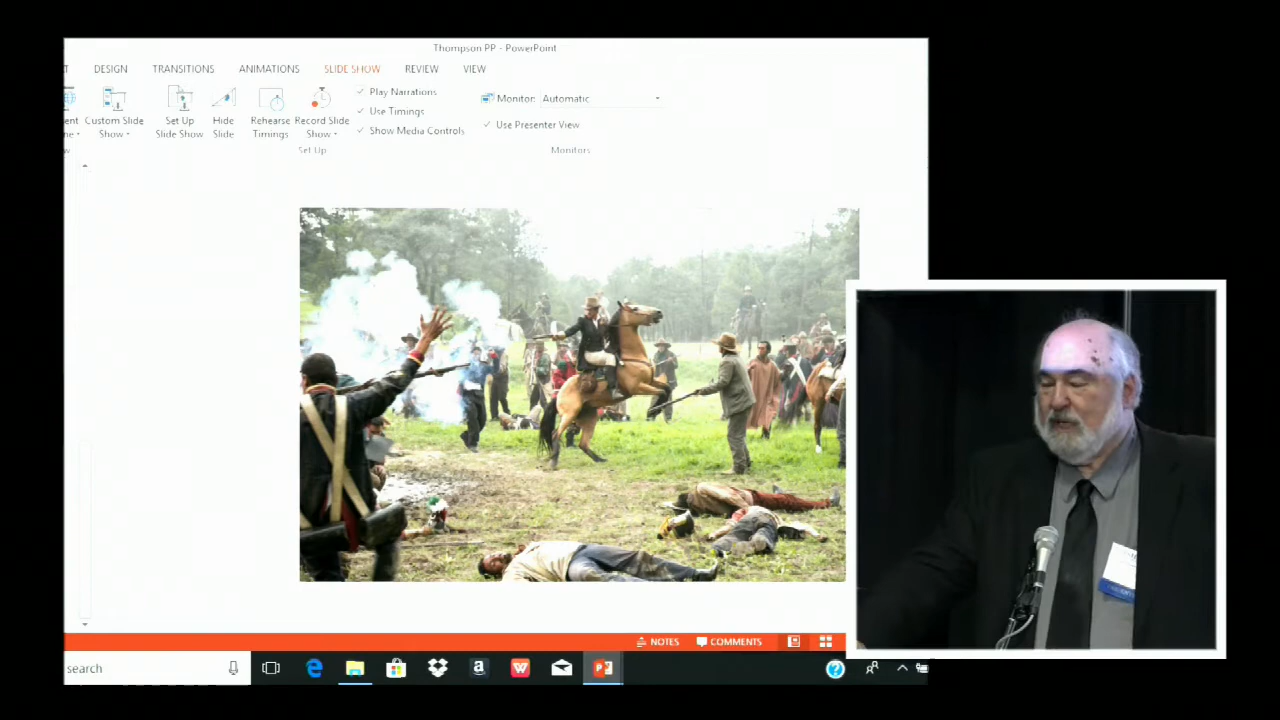 Thompson PP - PowerPoint
DESIGN TRANSITIONS ANIMATIONS SLIDE SHOW REVIEW VIEW
Custom Slide Show
Set Up Slide Show
Hide Slide
Rehearse Timings
Record Slide Show
Play Narrations
Use Timings
Show Media Controls
Set Up
Monitor: Automatic
Use Presenter View
Monitors
NOTES COMMENTS
search